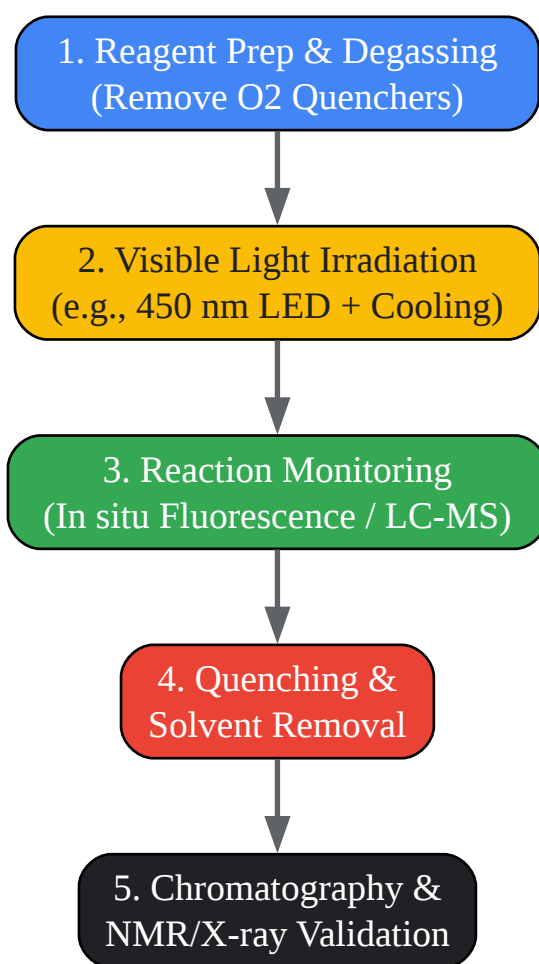 1. Reagent Prep & Degassing
(Remove O2 Quenchers)
2. Visible Light Irradiation
(e.g., 450 nm LED + Cooling)
3. Reaction Monitoring
(In situ Fluorescence / LC-MS)
4. Quenching &
Solvent Removal
5. Chromatography &
NMR/X-ray Validation